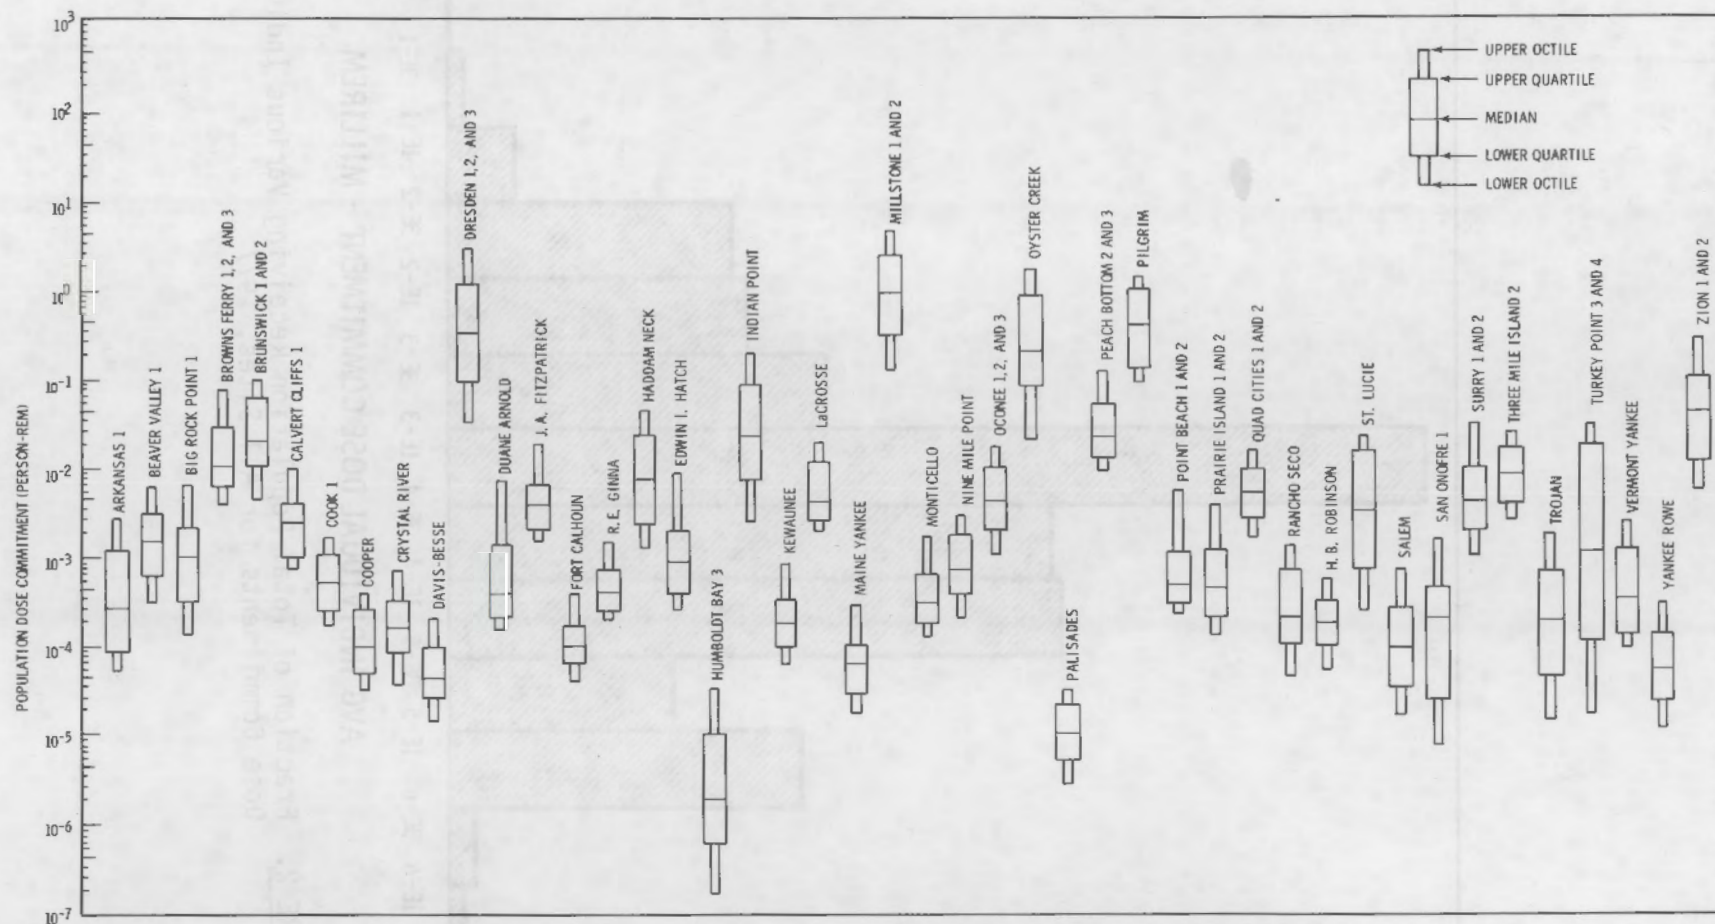 10³
10²
10¹
10⁰
10⁻¹
10⁻²
10⁻³
10⁻⁴
10⁻⁵
10⁻⁶
10⁻⁷
POPULATION DOSE COMMITMENT (PERSON-REM)
UPPER OCTILE
UPPER QUARTILE
MEDIAN
LOWER QUARTILE
LOWER OCTILE
ARKANSAS 1
BEAVER VALLEY 1
BIG ROCK POINT 1
BROWNS FERRY 1,2, AND 3
BRUNSWICK 1 AND 2
CALVERT CLIFFS 1
COOK 1
COOPER
CRYSTAL RIVER
DAVIS-BESSE
DRESDEN 1,2, AND 3
DUANE ARNOLD
J. A. FITZPATRICK
FORT CALHOUN
R. E. GINNA
HADDAM NECK
EDWIN I. HATCH
HUMBOLDT BAY 3
INDIAN POINT
KEWAUNEE
LaCROSSE
MAINE YANKEE
MILLSTONE 1 AND 2
MONTICELLO
NINE MILE POINT
OCONEE 1,2, AND 3
OYSTER CREEK
PALISADES
PEACH BOTTOM 2 AND 3
PILGRIM
POINT BEACH 1 AND 2
PRAIRIE ISLAND 1 AND 2
QUAD CITIES 1 AND 2
RANCHO SECO
H. B. ROBINSON
ST. LUCIE
SALEM
SAN ONOFRE 1
SURRY 1 AND 2
THREE MILE ISLAND 2
TROJAN
TURKEY POINT 3 AND 4
VERMONT YANKEE
YANKEE ROWE
ZION 1 AND 2
AVG INDIVIDUAL DOSE COMMITMENT - MILLIREM